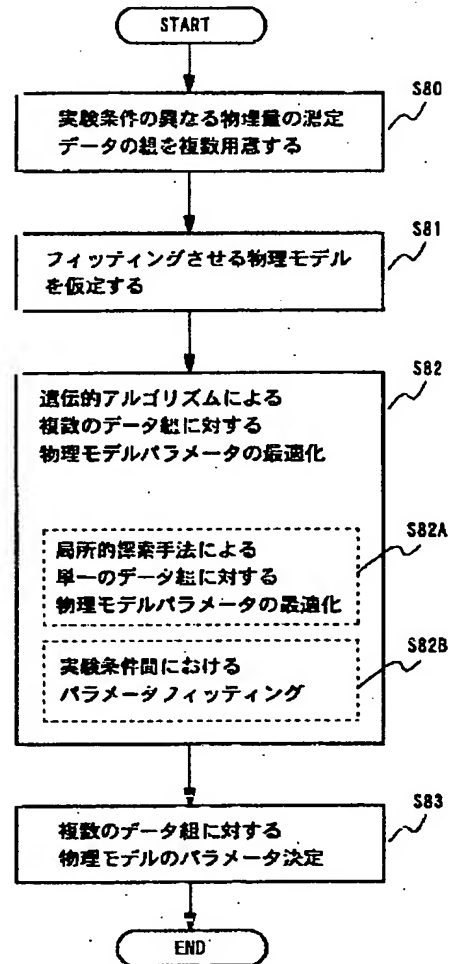 START
S80
実験条件の異なる物理量の測定
データの組を複数用意する
S81
フィッティングさせる物理モデル
を仮定する
S82
遺伝的アルゴリズムによる
複数のデータ組に対する
物理モデルパラメータの最適化
S82A
局所的探索手法による
単一のデータ組に対する
物理モデルパラメータの最適化
S82B
実験条件間における
パラメータフィッティング
S83
複数のデータ組に対する
物理モデルのパラメータ決定
END